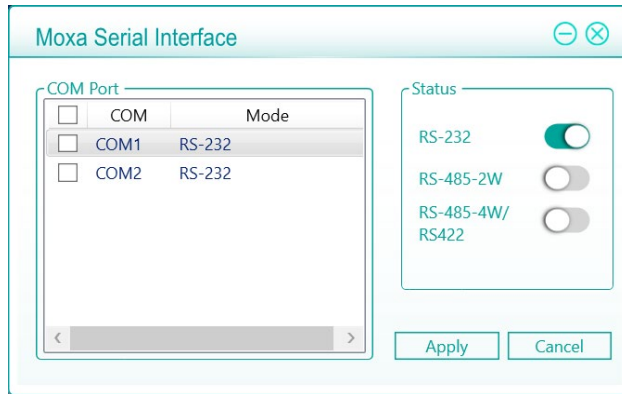 Moxa Serial Interface
COM Port
COM Mode
COM1 RS-232
COM2 RS-232
Status
RS-232
RS-485-2W
RS-485-4W/
RS422
Apply Cancel